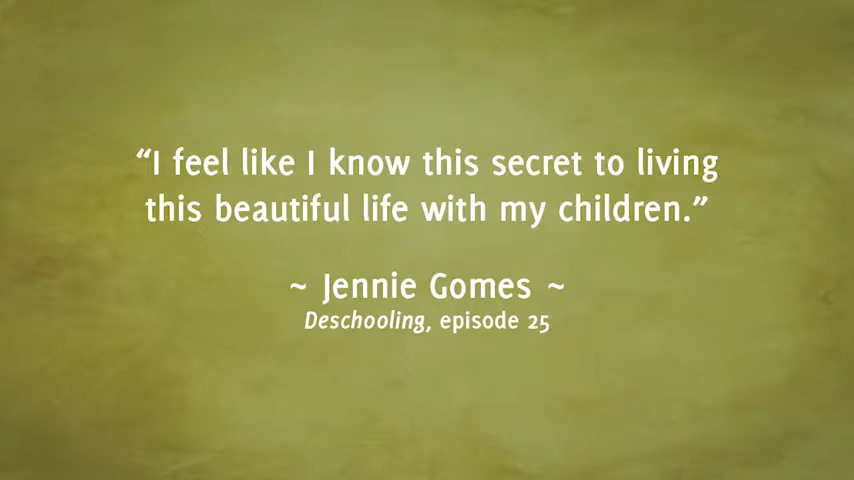 “I feel like I know this secret to living
this beautiful life with my children.”
~ Jennie Gomes ~
Deschooling, episode 25